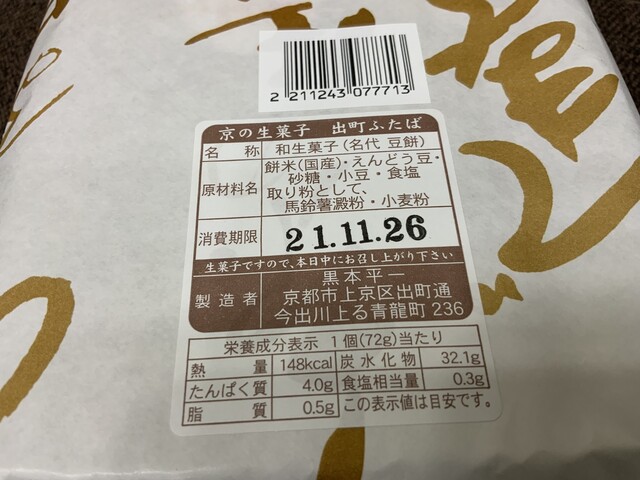 2 211243 077713
京の生菓子 出町ふたば
名称 和生菓子(名代 豆餅)
原材料名 餅米(国産)・えんどう豆・
砂糖・小豆・食塩
取り粉として、
馬鈴薯澱粉・小麦粉
消費期限 21.11.26
生菓子ですので、本日中にお召し上がり下さい
製造者 黒本平一
京都市上京区出町通
今出川上る青龍町236
栄養成分表示 1個(72g)当たり
熱量 148kcal 炭水化物 32.1g
たんぱく質 4.0g 食塩相当量 0.3g
脂質 0.5g この表示値は目安です。